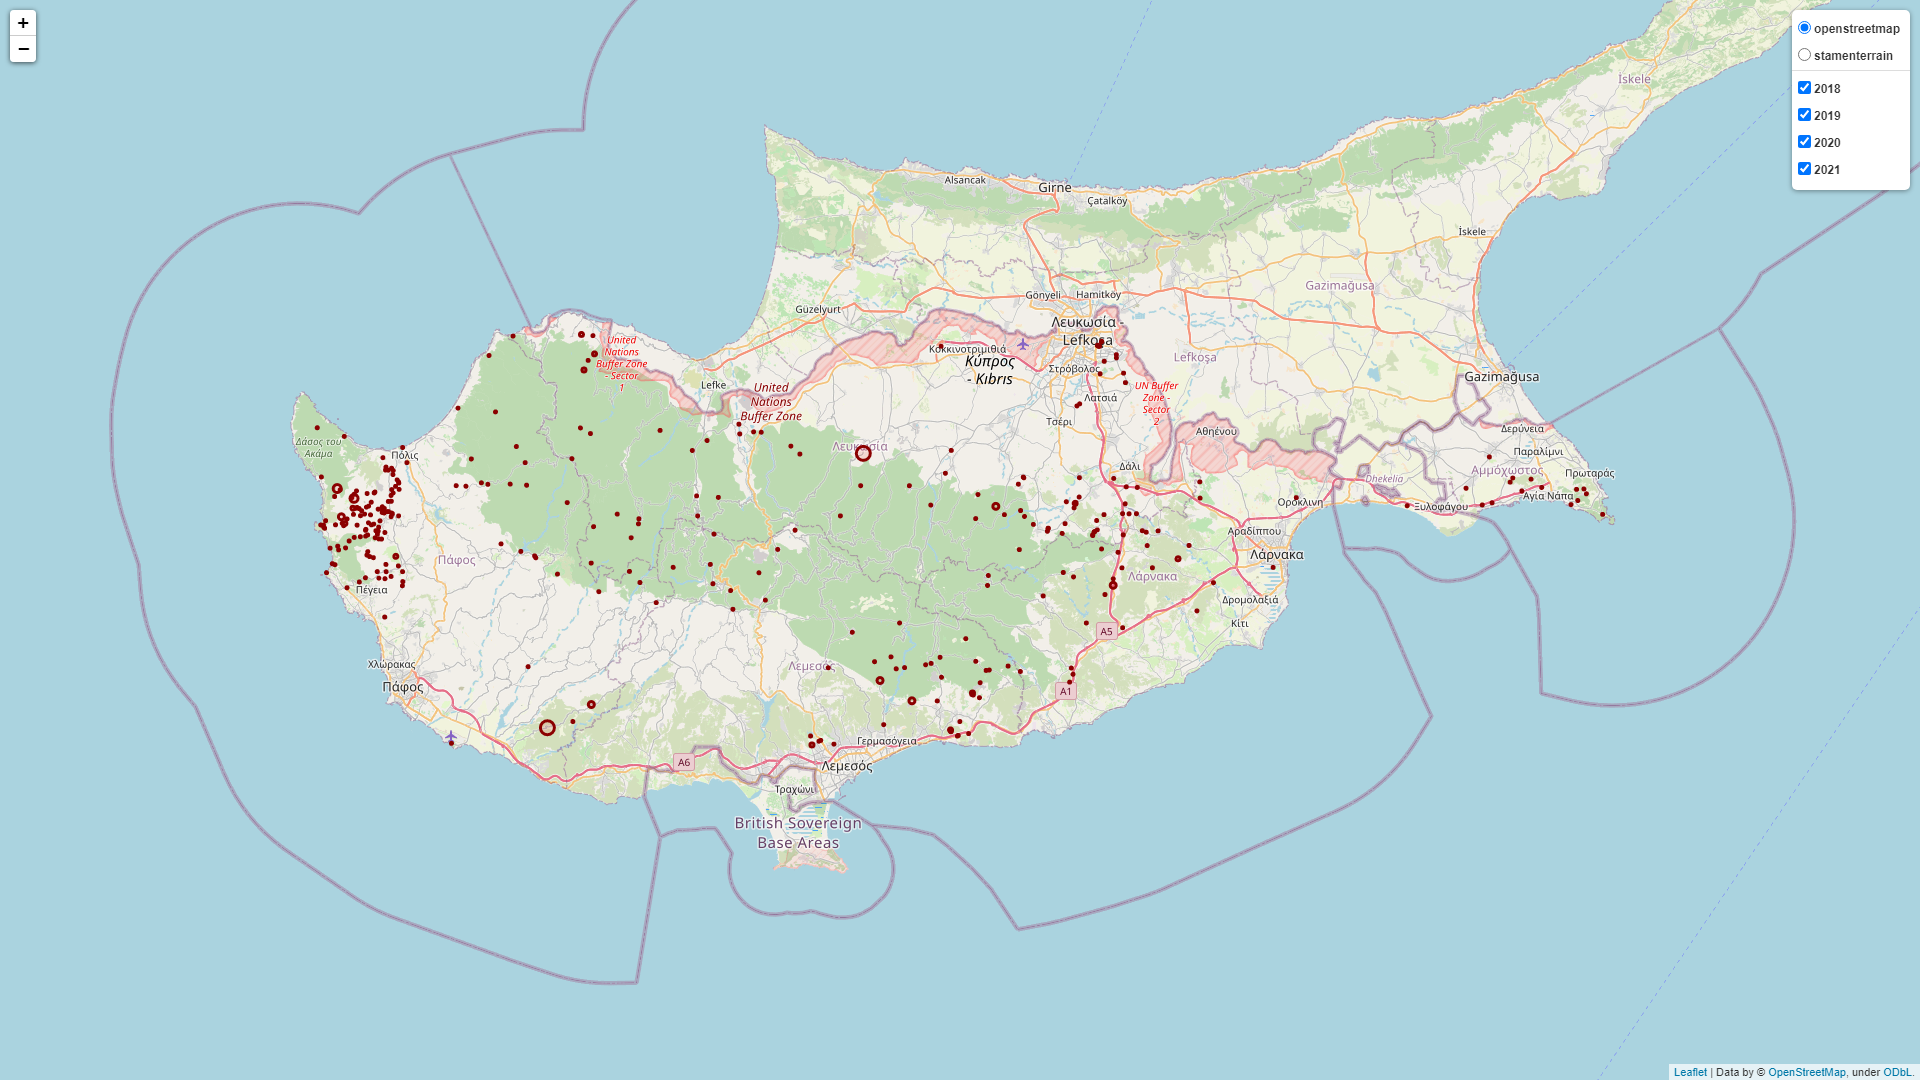 +
−
openstreetmap
stamenterrain
2018
2019
2020
2021
İskele
Alsancak
Girne
Çatalköy
İskele
Gazimağusa
Gönyeli
Hamitköy
Güzelyurt
Λευκωσία -
Lefkoşa
Κοκκινοτριμιθιά
Κύπρος
- Kıbrıs
Στρόβολος
Lefkoşa
United
Nations
Buffer Zone
- Sector
1
Lefke
United
Nations
Buffer Zone
UN Buffer
Zone -
Sector
2
Gazimağusa
Λατσιά
Τσέρι
Αθηένου
Δερύνεια
Παραλίμνι
Αμμόχωστος
Πρωταράς
Δάσος του
Ακάμα
Πόλις
Λευκωσία
Δάλι
Dhekelia
Αγία Νάπα
Ορόκλινη
Ξυλοφάγου
Αραδίππου
Λάρνακα
Πάφος
Λάρνακα
Πέγεια
Δρομολαξιά
Κίτι
A5
Χλώρακας
Λεμεσός
Πάφος
A1
Γερμασόγεια
A6
Λεμεσός
Τραχώνι
British Sovereign
Base Areas
Leaflet | Data by © OpenStreetMap, under ODbL.